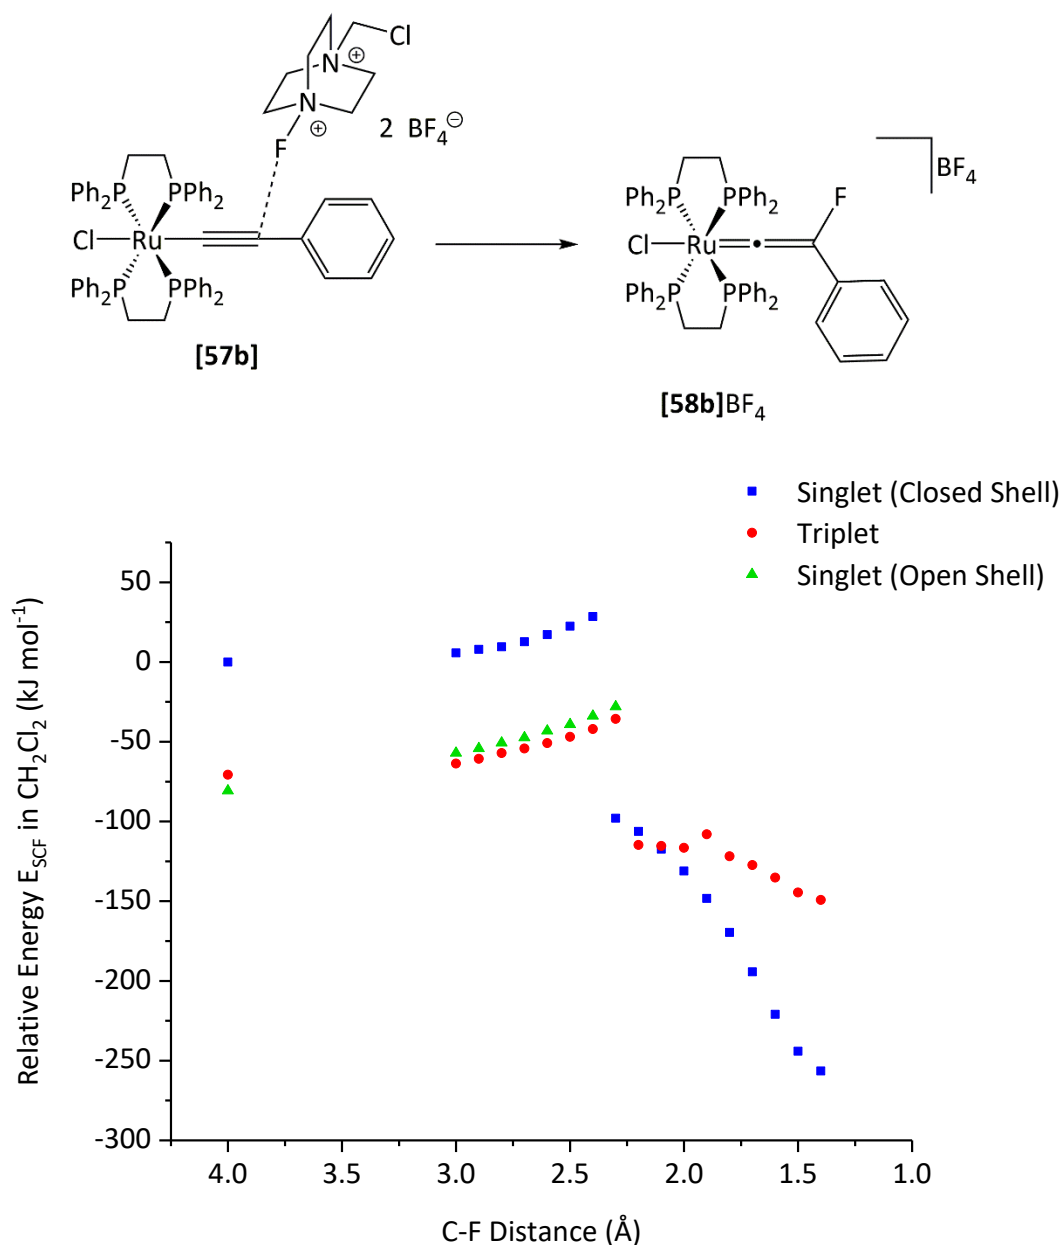 Cl
N ⊕
N ⊕
F
2 BF₄⊖
Ph₂P PPh₂
Cl Ru
Ph₂P PPh₂
[57b]
BF₄
F
Ph₂P PPh₂
Cl Ru
Ph₂P PPh₂
[58b]BF₄
Singlet (Closed Shell)
Triplet
Singlet (Open Shell)
Relative Energy E_SCF in CH₂Cl₂ (kJ mol⁻¹)
50
0
-50
-100
-150
-200
-250
-300
4.0 3.5 3.0 2.5 2.0 1.5 1.0
C-F Distance (Å)